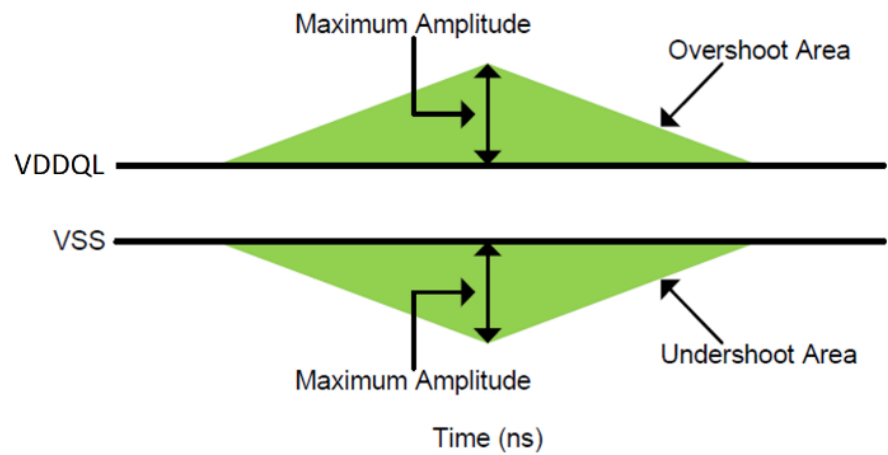 Maximum Amplitude
Overshoot Area
VDDQL
VSS
Undershoot Area
Maximum Amplitude
Time (ns)